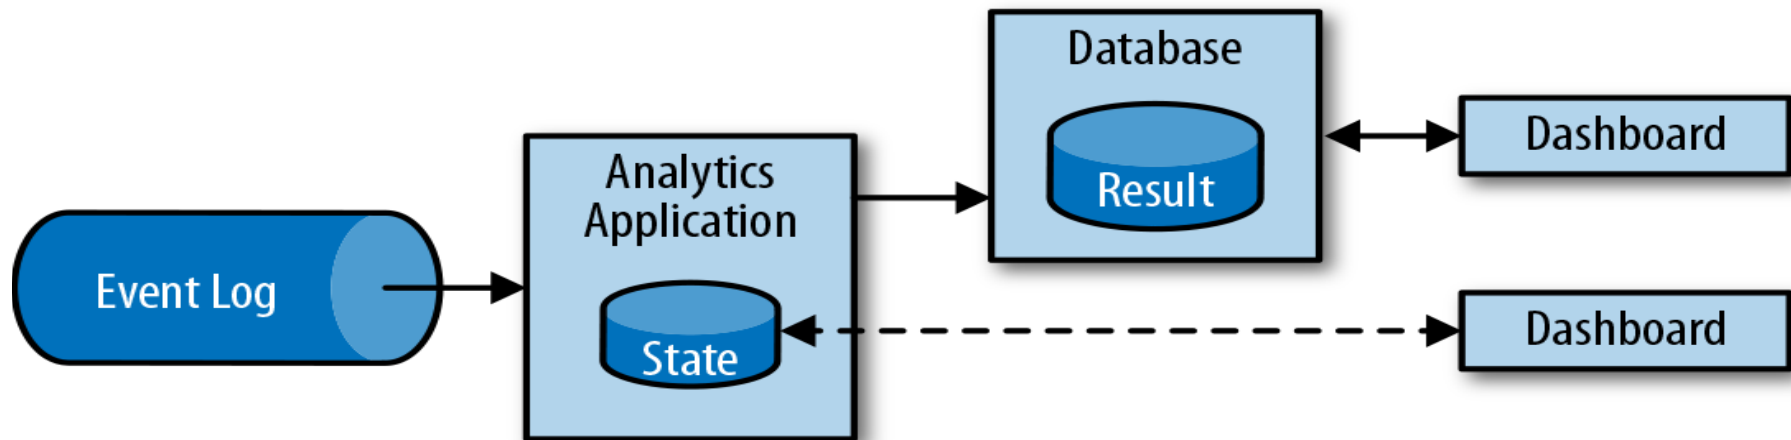 Event Log
Analytics
Application
State
Database
Result
Dashboard
Dashboard